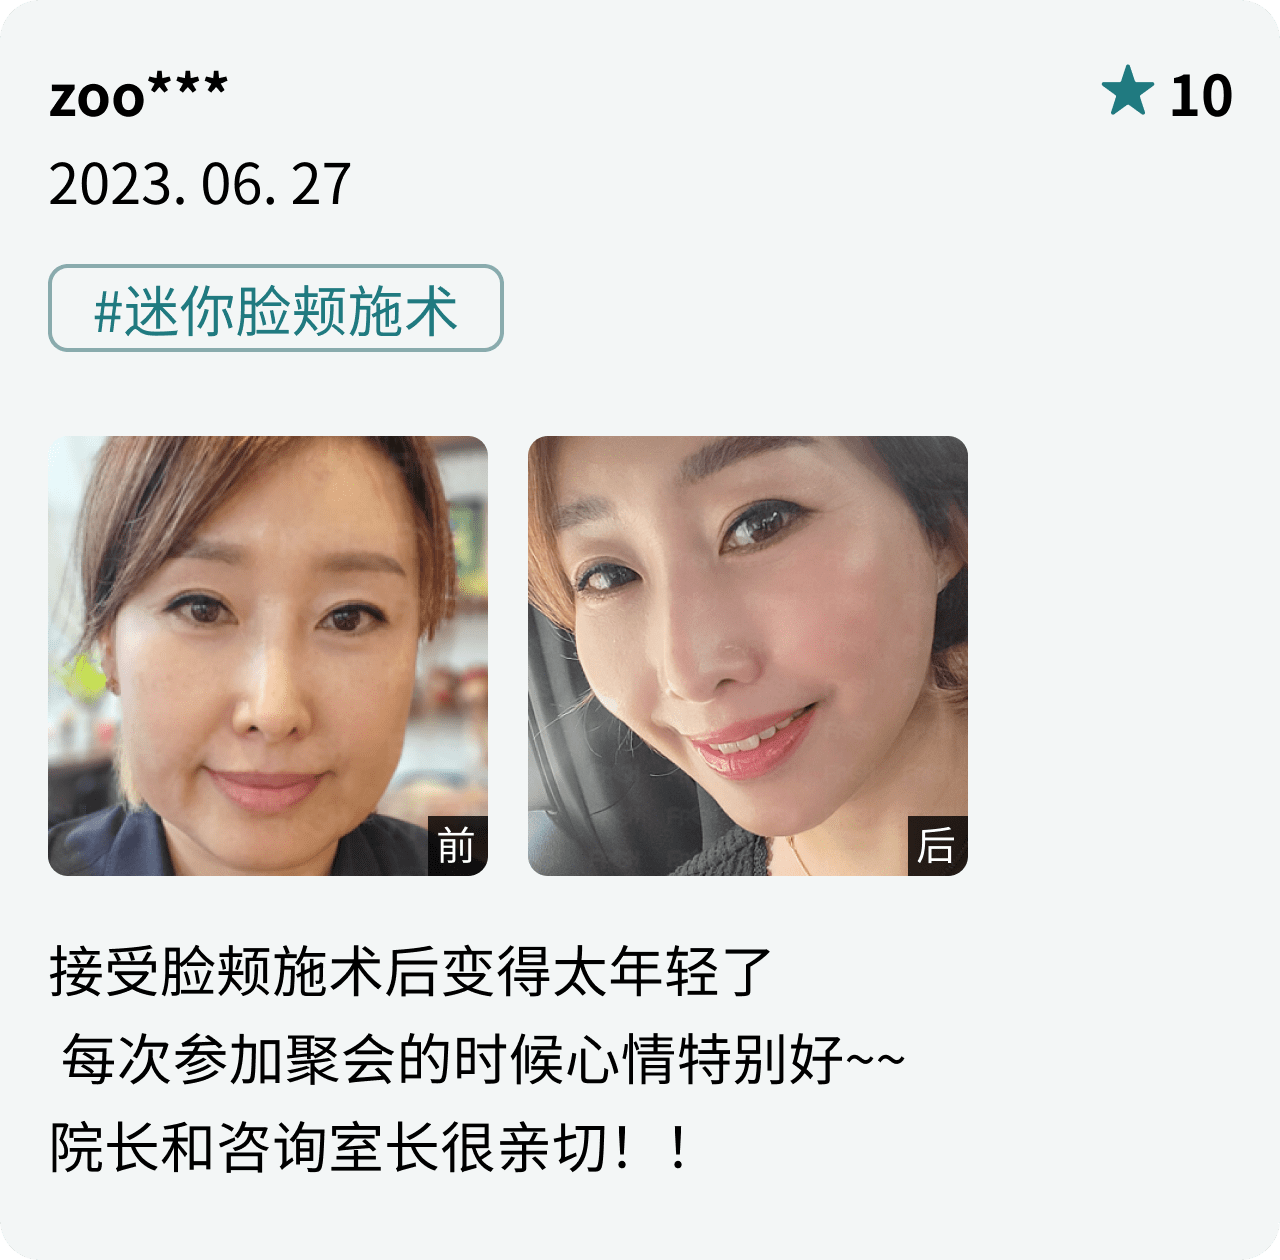 zoo***
★ 10
2023. 06. 27
#迷你脸颊施术
前
后
接受脸颊施术后变得太年轻了
每次参加聚会的时候心情特别好~~
院长和咨询室长很亲切！！